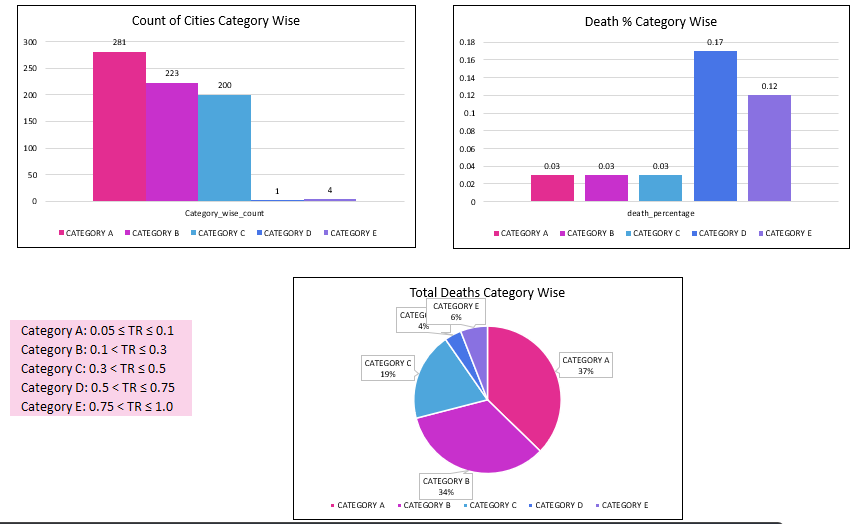 Count of Cities Category Wise
300
250
200
150
100
50
0
281
223
200
1
4
Category_wise_count
CATEGORY A CATEGORY B CATEGORY C CATEGORY D CATEGORY E
Death % Category Wise
0.18
0.16
0.14
0.12
0.1
0.08
0.06
0.04
0.02
0
0.03
0.03
0.03
0.17
0.12
death_percentage
CATEGORY A CATEGORY B CATEGORY C CATEGORY D CATEGORY E
Category A: 0.05 ≤ TR ≤ 0.1
Category B: 0.1 < TR ≤ 0.3
Category C: 0.3 < TR ≤ 0.5
Category D: 0.5 < TR ≤ 0.75
Category E: 0.75 < TR ≤ 1.0
Total Deaths Category Wise
CATEGORY E
6%
4%
CATEGORY C
19%
CATEGORY A
37%
CATEGORY B
34%
CATEGORY A CATEGORY B CATEGORY C CATEGORY D CATEGORY E